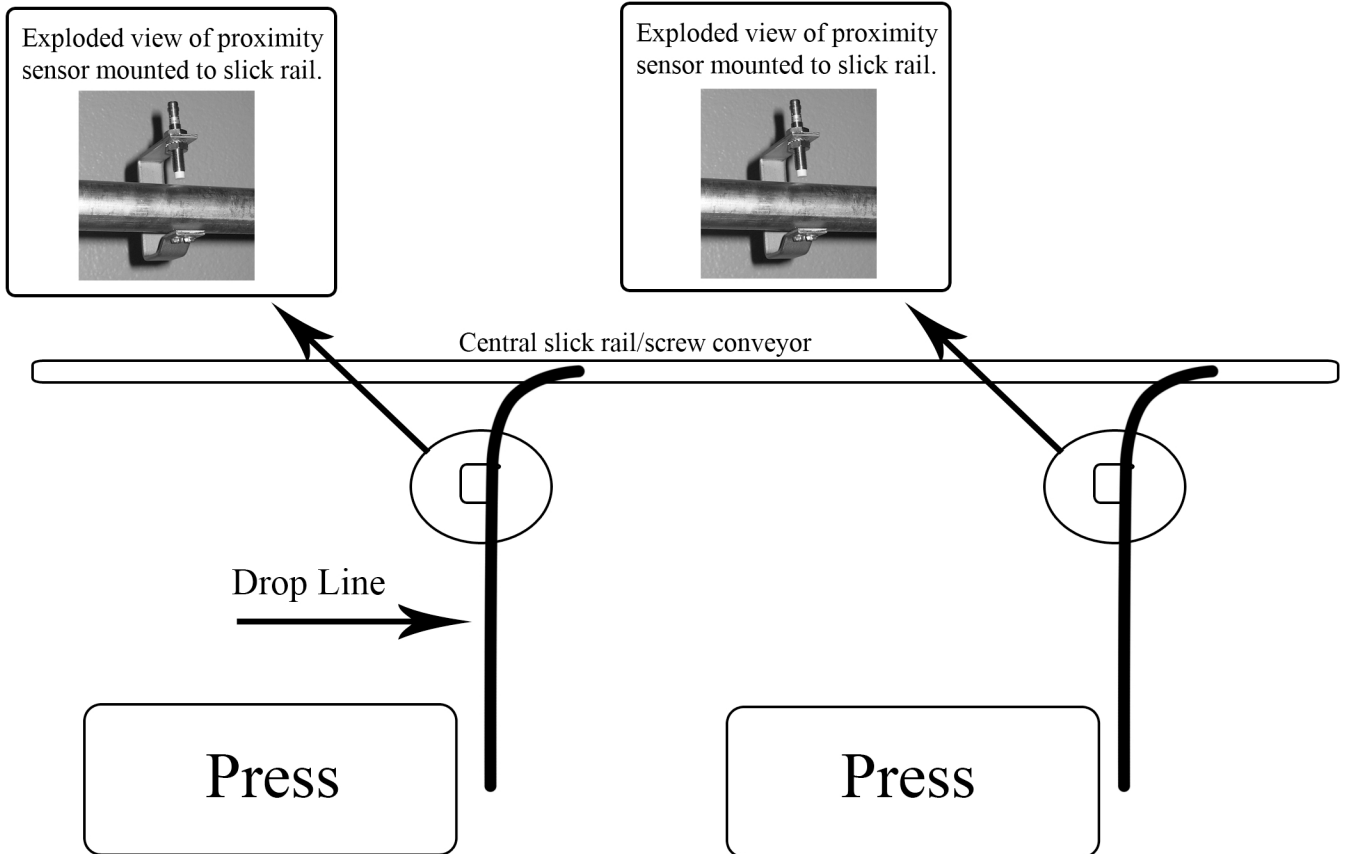 Exploded view of proximity
sensor mounted to slick rail.
Exploded view of proximity
sensor mounted to slick rail.
Central slick rail/screw conveyor
Drop Line
Press
Press